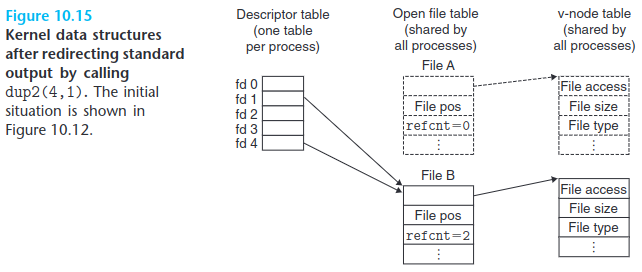 Figure 10.15
Kernel data structures
after redirecting standard
output by calling
dup2(4,1). The initial
situation is shown in
Figure 10.12.
Descriptor table
(one table
per process)
Open file table
(shared by
all processes)
v-node table
(shared by
all processes)
fd 0
fd 1
fd 2
fd 3
fd 4
File A
File pos
refcnt=0
⋮
File access
File size
File type
⋮
File B
File pos
refcnt=2
⋮
File access
File size
File type
⋮